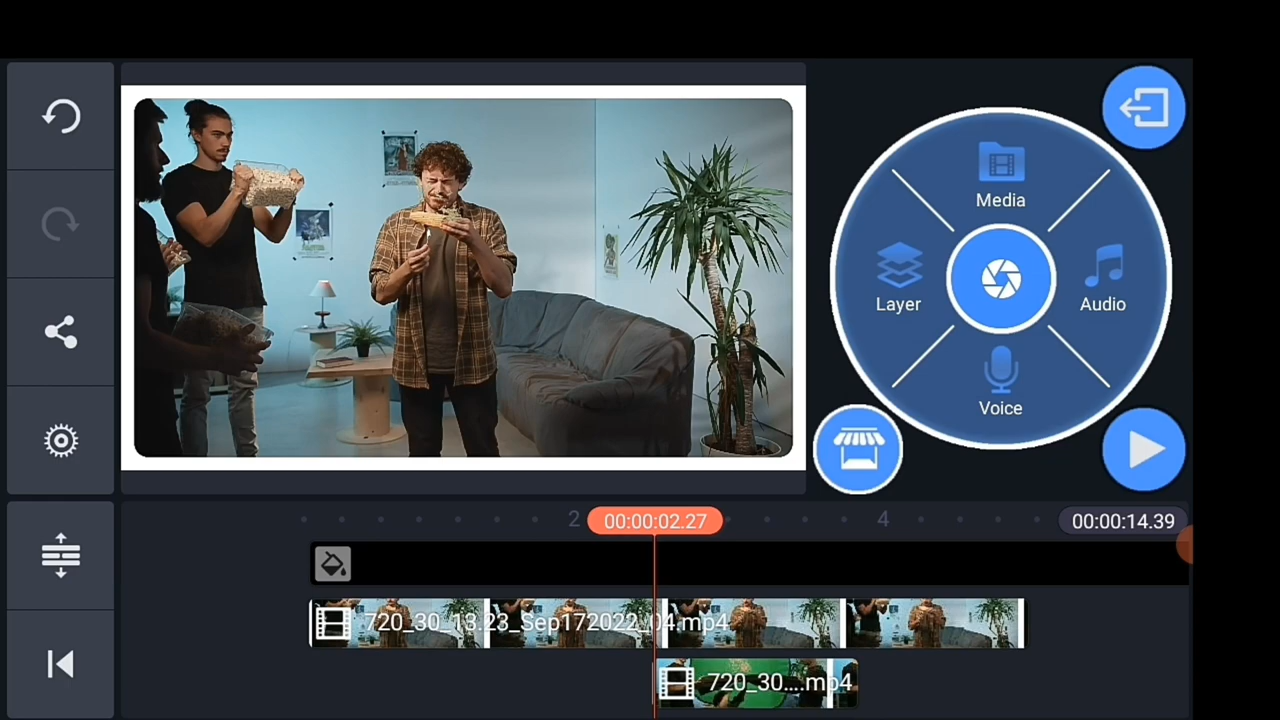 Media
Layer
Audio
Voice
2
00:00:02.27
4
00:00:14.39
720_30_13.23_Sep172022_04.mp4
720_30....mp4